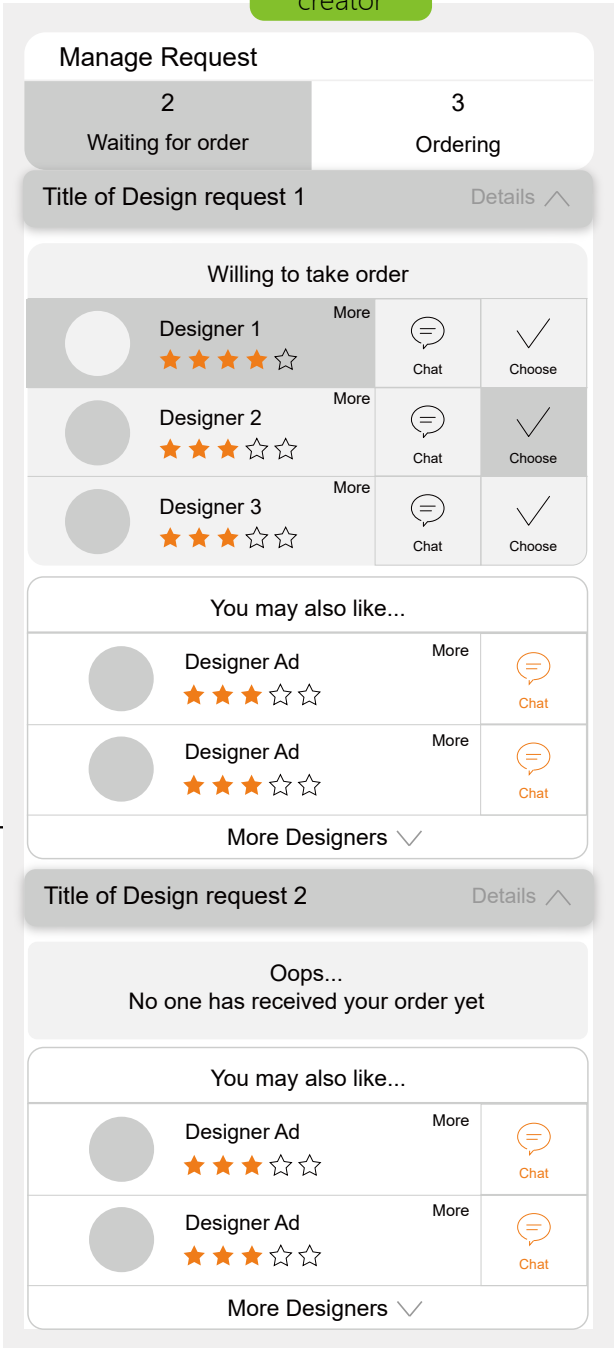 creator
Manage Request
2
3
Waiting for order
Ordering
Title of Design request 1
Details
Willing to take order
Designer 1
More
Chat
Choose
Designer 2
More
Chat
Choose
Designer 3
More
Chat
Choose
You may also like...
Designer Ad
More
Chat
Designer Ad
More
Chat
More Designers
Title of Design request 2
Details
Oops...
No one has received your order yet
You may also like...
Designer Ad
More
Chat
Designer Ad
More
Chat
More Designers